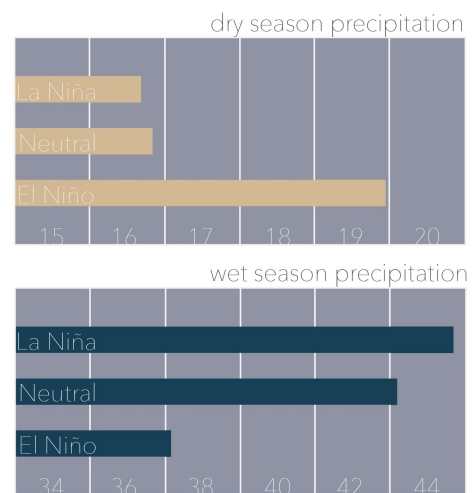 dry season precipitation
La Niña
Neutral
El Niño
15 16 17 18 19 20
wet season precipitation
La Niña
Neutral
El Niño
34 36 38 40 42 44